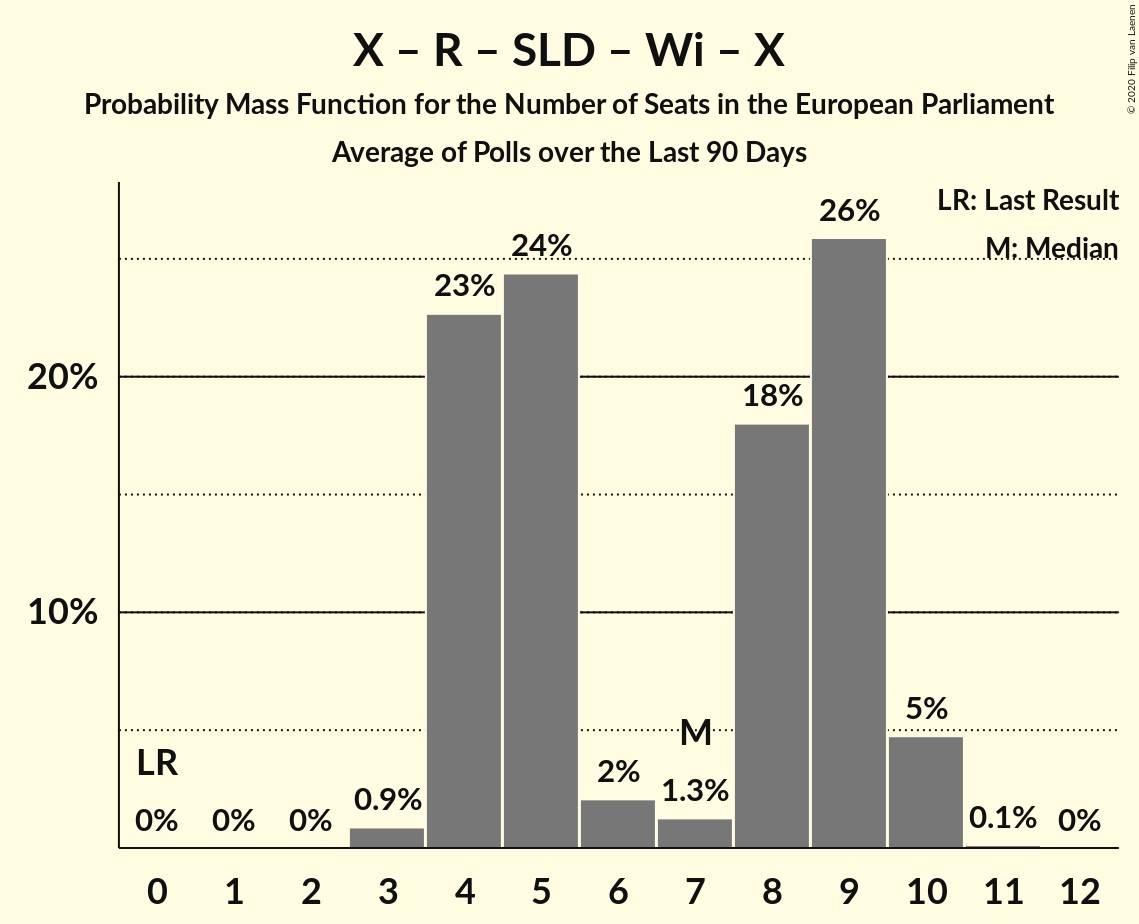 X – R – SLD – Wi – X
Probability Mass Function for the Number of Seats in the European Parliament
Average of Polls over the Last 90 Days
© 2020 Filip van Laenen
LR: Last Result
M: Median
26%
24%
23%
20%
18%
10%
5%
M
LR
2%
1.3%
0.9%
0% 0% 0%
0.1% 0%
0 1 2 3 4 5 6 7 8 9 10 11 12